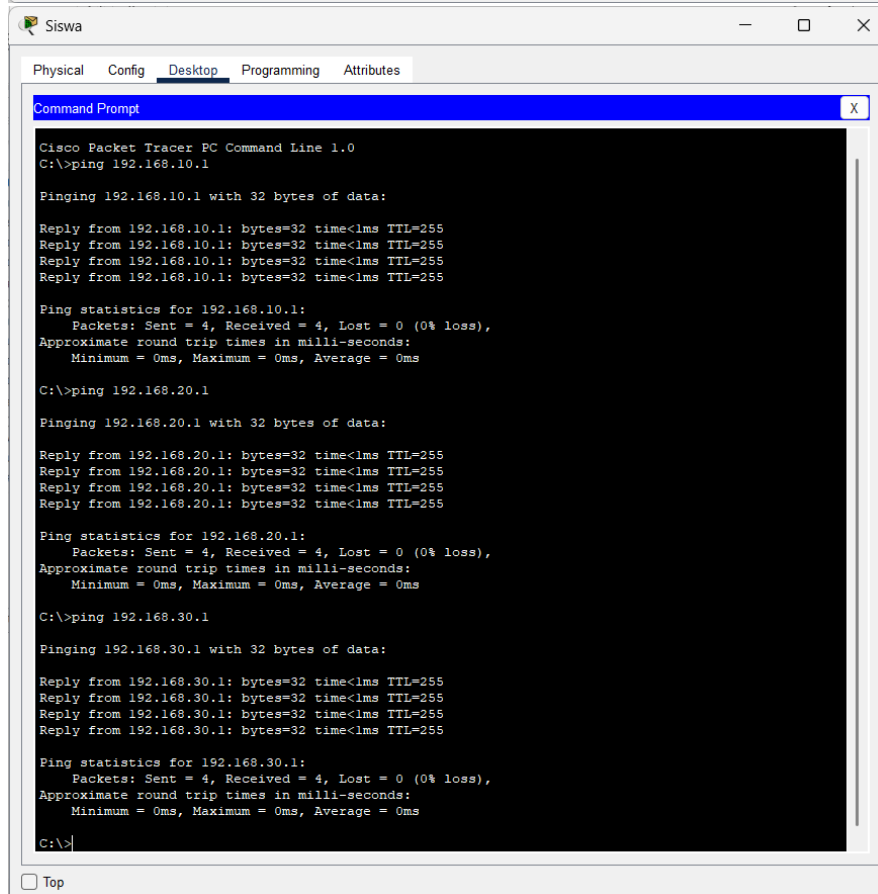 Siswa
Physical Config Desktop Programming Attributes
Command Prompt
X
Cisco Packet Tracer PC Command Line 1.0
C:\>ping 192.168.10.1
Pinging 192.168.10.1 with 32 bytes of data:
Reply from 192.168.10.1: bytes=32 time<1ms TTL=255
Reply from 192.168.10.1: bytes=32 time<1ms TTL=255
Reply from 192.168.10.1: bytes=32 time<1ms TTL=255
Reply from 192.168.10.1: bytes=32 time<1ms TTL=255
Ping statistics for 192.168.10.1:
    Packets: Sent = 4, Received = 4, Lost = 0 (0% loss),
Approximate round trip times in milli-seconds:
    Minimum = 0ms, Maximum = 0ms, Average = 0ms
C:\>ping 192.168.20.1
Pinging 192.168.20.1 with 32 bytes of data:
Reply from 192.168.20.1: bytes=32 time<1ms TTL=255
Reply from 192.168.20.1: bytes=32 time<1ms TTL=255
Reply from 192.168.20.1: bytes=32 time<1ms TTL=255
Reply from 192.168.20.1: bytes=32 time<1ms TTL=255
Ping statistics for 192.168.20.1:
    Packets: Sent = 4, Received = 4, Lost = 0 (0% loss),
Approximate round trip times in milli-seconds:
    Minimum = 0ms, Maximum = 0ms, Average = 0ms
C:\>ping 192.168.30.1
Pinging 192.168.30.1 with 32 bytes of data:
Reply from 192.168.30.1: bytes=32 time<1ms TTL=255
Reply from 192.168.30.1: bytes=32 time<1ms TTL=255
Reply from 192.168.30.1: bytes=32 time<1ms TTL=255
Reply from 192.168.30.1: bytes=32 time<1ms TTL=255
Ping statistics for 192.168.30.1:
    Packets: Sent = 4, Received = 4, Lost = 0 (0% loss),
Approximate round trip times in milli-seconds:
    Minimum = 0ms, Maximum = 0ms, Average = 0ms
C:\>
Top